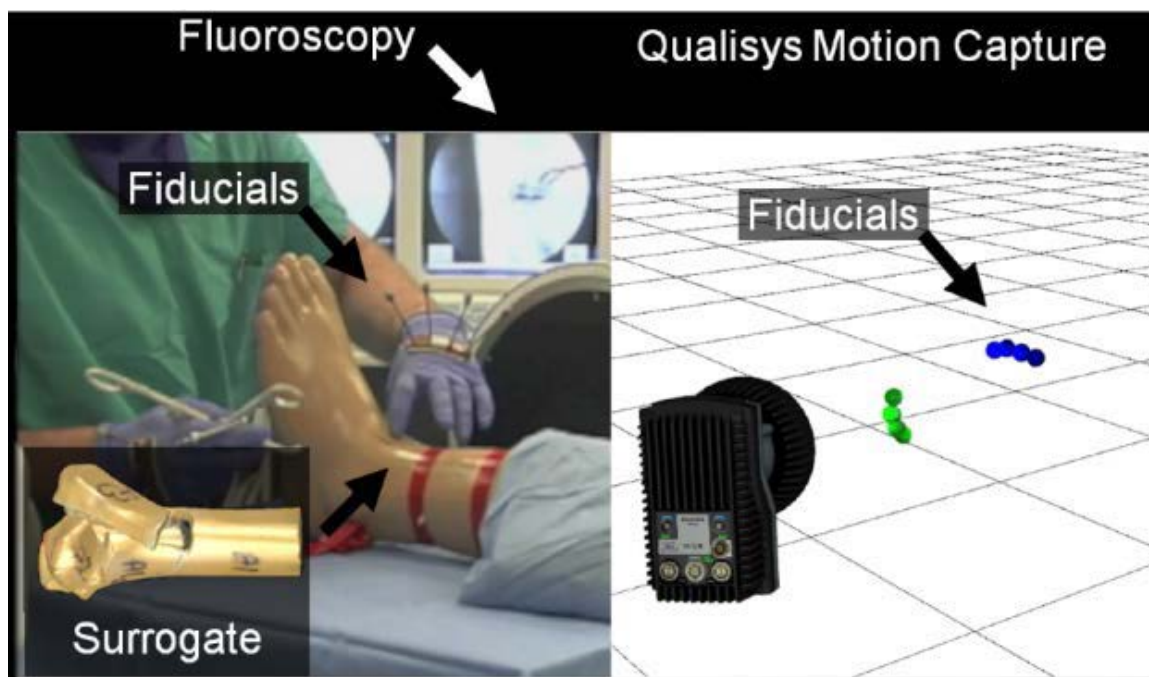 Fluoroscopy
Qualisys Motion Capture
Fiducials
Fiducials
Surrogate